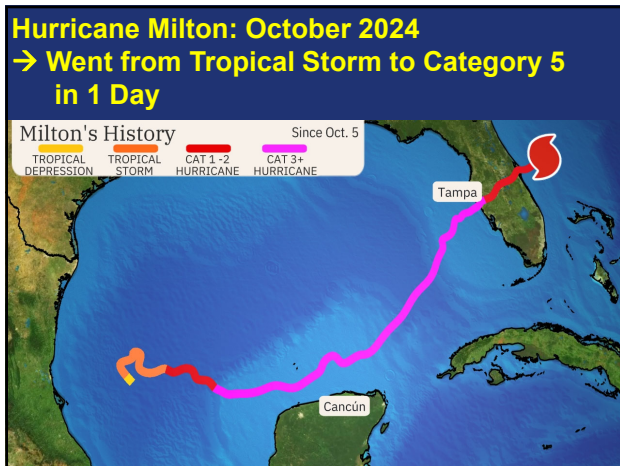 Hurricane Milton: October 2024
→ Went from Tropical Storm to Category 5
in 1 Day
Milton's History
Since Oct. 5
TROPICAL DEPRESSION
TROPICAL STORM
CAT 1 -2 HURRICANE
CAT 3+ HURRICANE
Tampa
Cancún